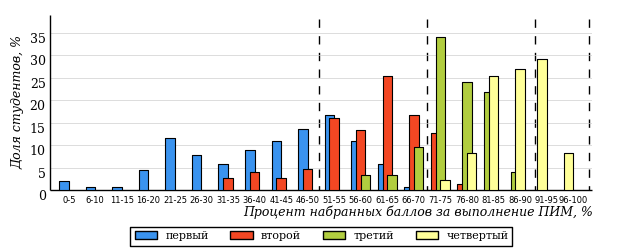 Доля студентов, %
35
30
25
20
15
10
5
0
0-5 6-10 11-15 16-20 21-25 26-30 31-35 36-40 41-45 46-50 51-55 56-60 61-65 66-70 71-75 76-80 81-85 86-90 91-95 96-100
Процент набранных баллов за выполнение ПИМ, %
первый второй третий четвертый